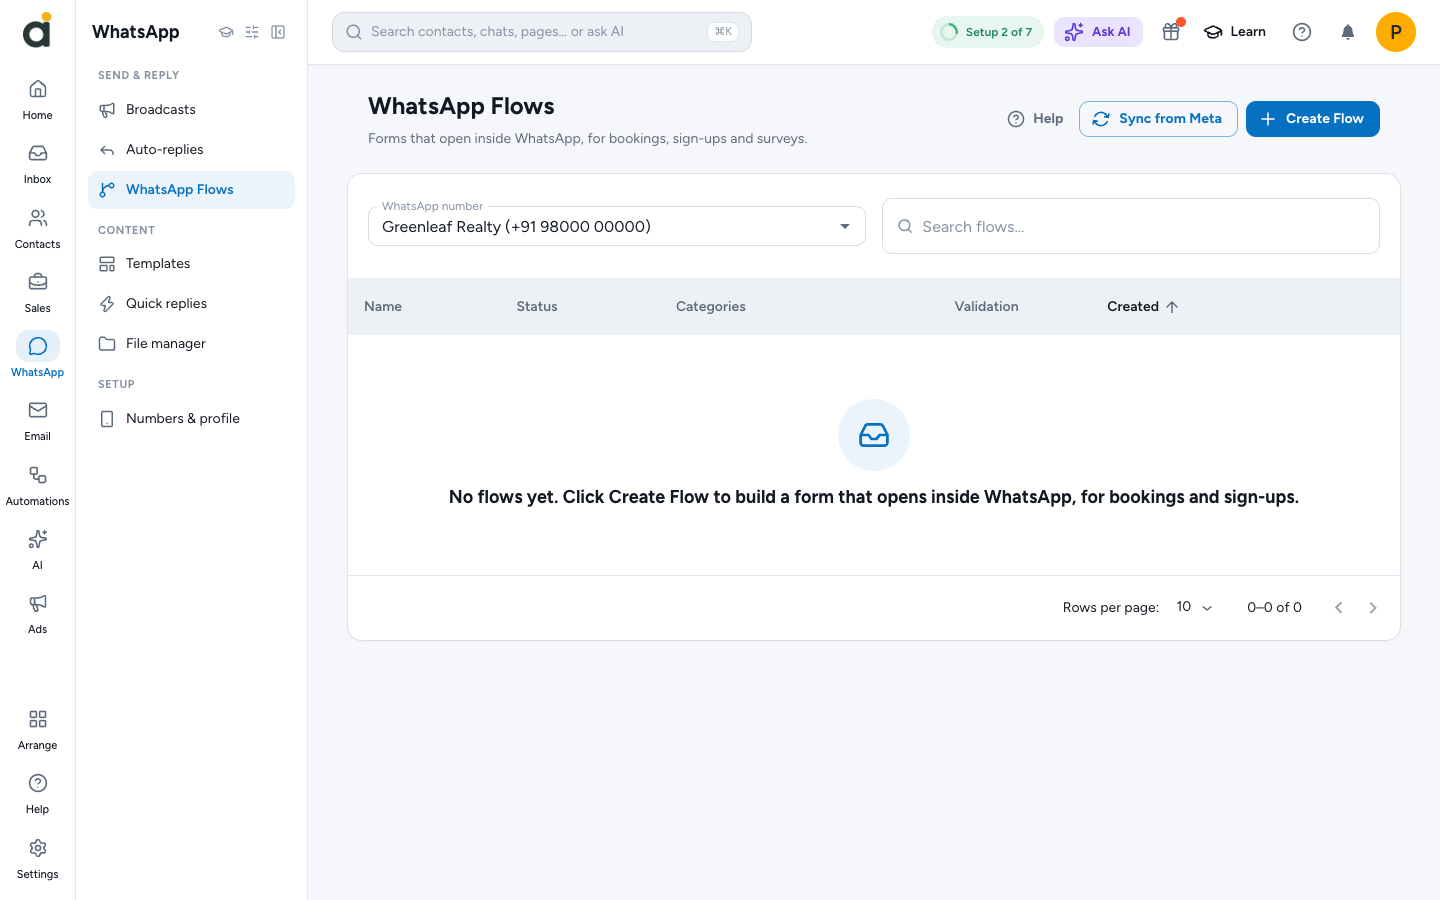 WhatsApp
Search contacts, chats, pages... or ask AI
⌘K
Setup 2 of 7
Ask AI
Learn
P
Home
Inbox
Contacts
Sales
WhatsApp
Email
Automations
AI
Ads
Arrange
Help
Settings
SEND & REPLY
Broadcasts
Auto-replies
WhatsApp Flows
CONTENT
Templates
Quick replies
File manager
SETUP
Numbers & profile
WhatsApp Flows
Forms that open inside WhatsApp, for bookings, sign-ups and surveys.
Help
Sync from Meta
Create Flow
WhatsApp number
Greenleaf Realty (+91 98000 00000)
Search flows...
Name Status Categories Validation Created
No flows yet. Click Create Flow to build a form that opens inside WhatsApp, for bookings and sign-ups.
Rows per page: 10 0–0 of 0